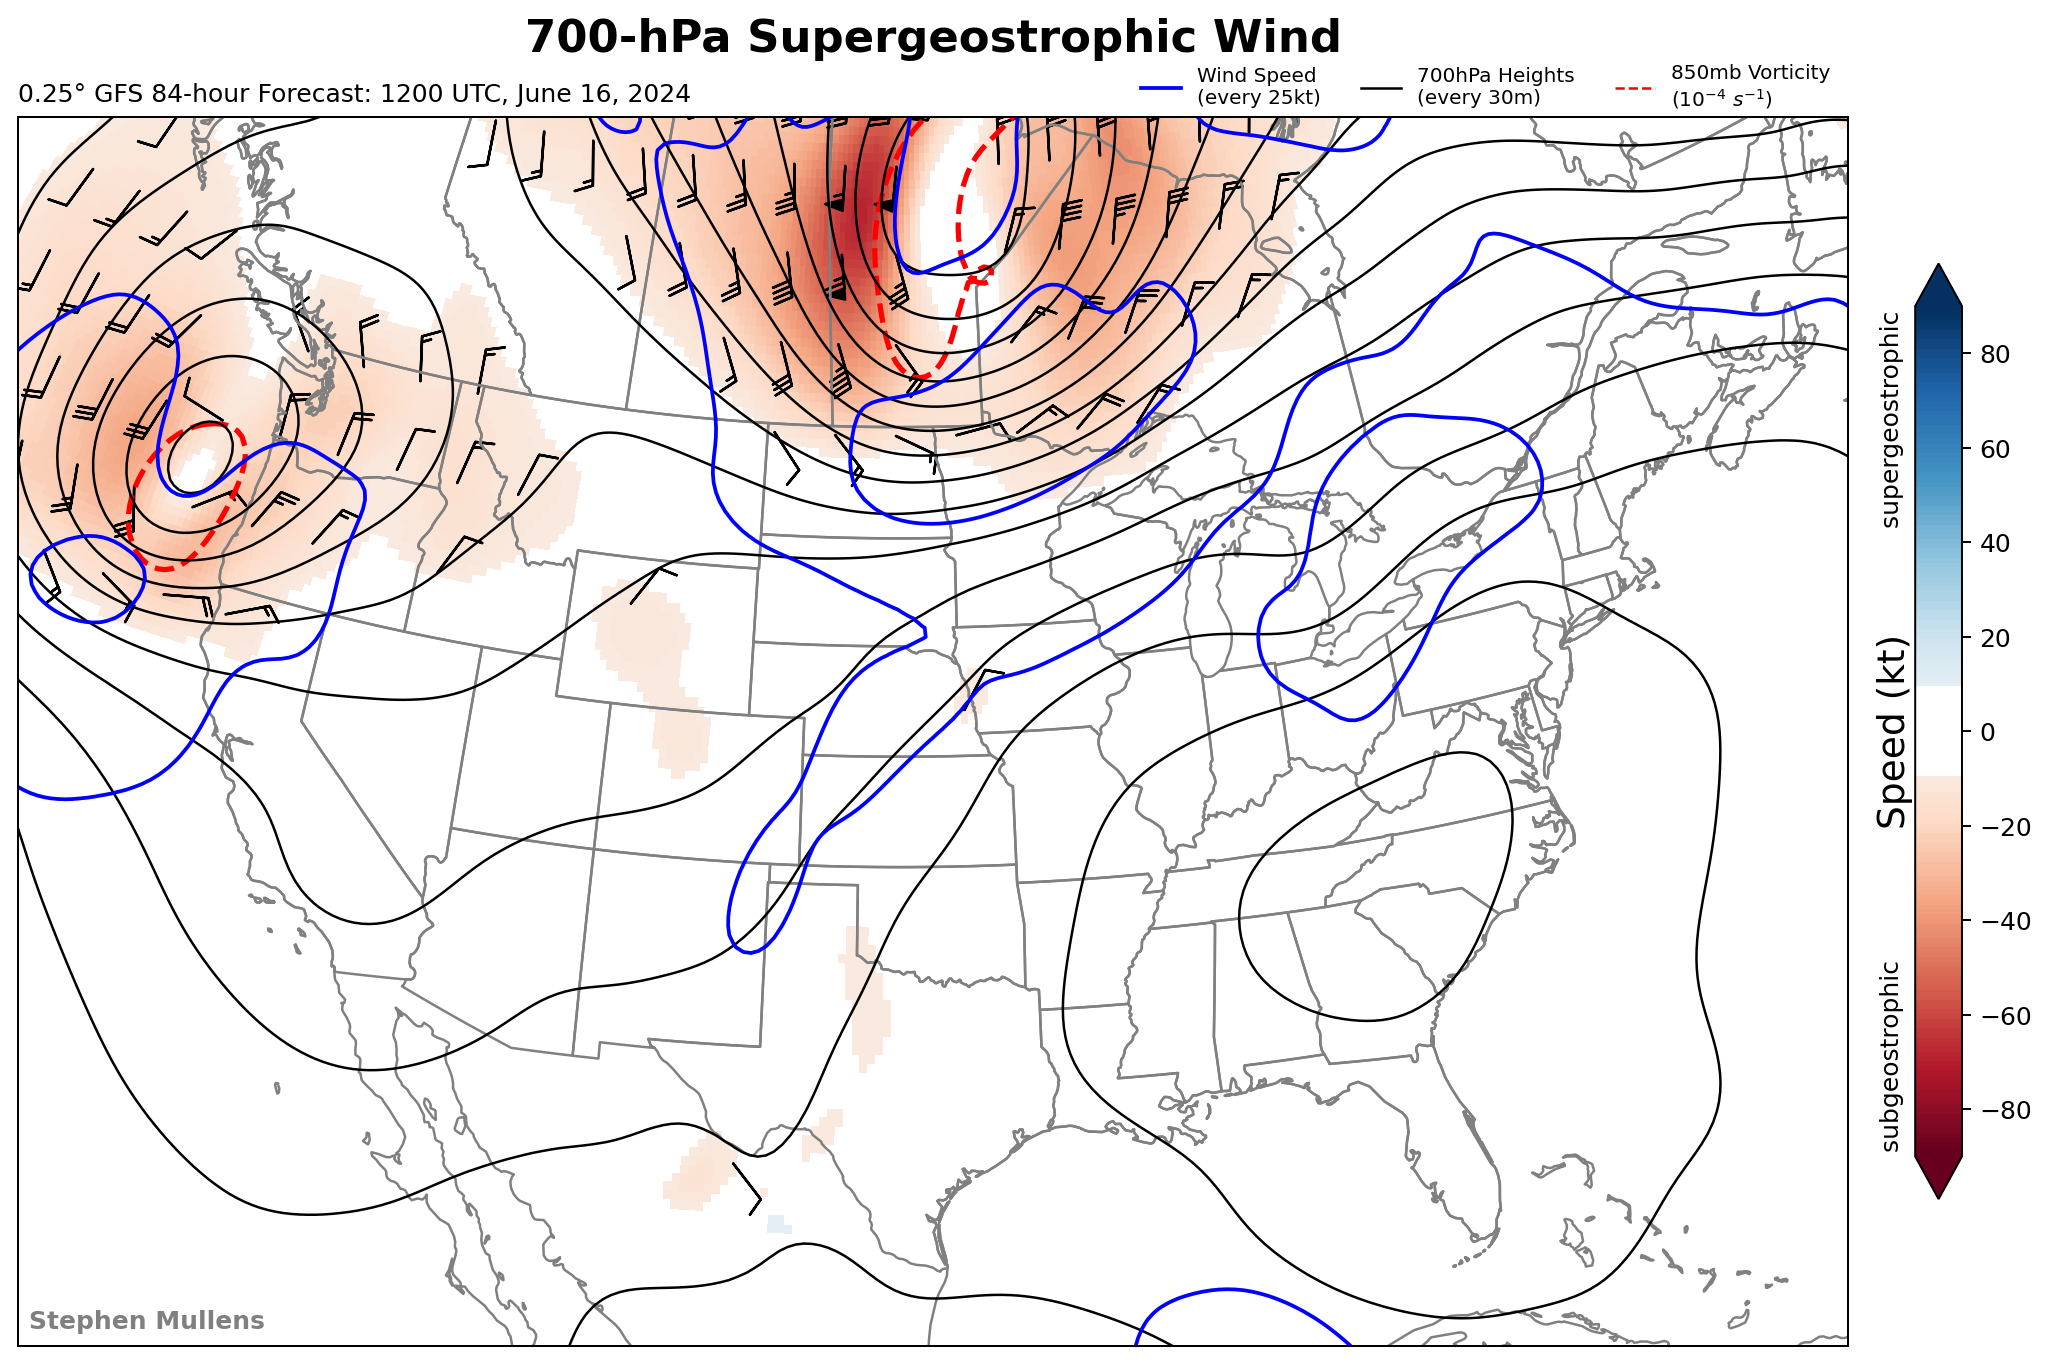 700-hPa Supergeostrophic Wind
0.25° GFS 84-hour Forecast: 1200 UTC, June 16, 2024
Wind Speed
(every 25kt)
700hPa Heights
(every 30m)
850mb Vorticity
(10⁻⁴ s⁻¹)
supergeostrophic
Speed (kt)
subgeostrophic
80
60
40
20
0
−20
−40
−60
−80
Stephen Mullens